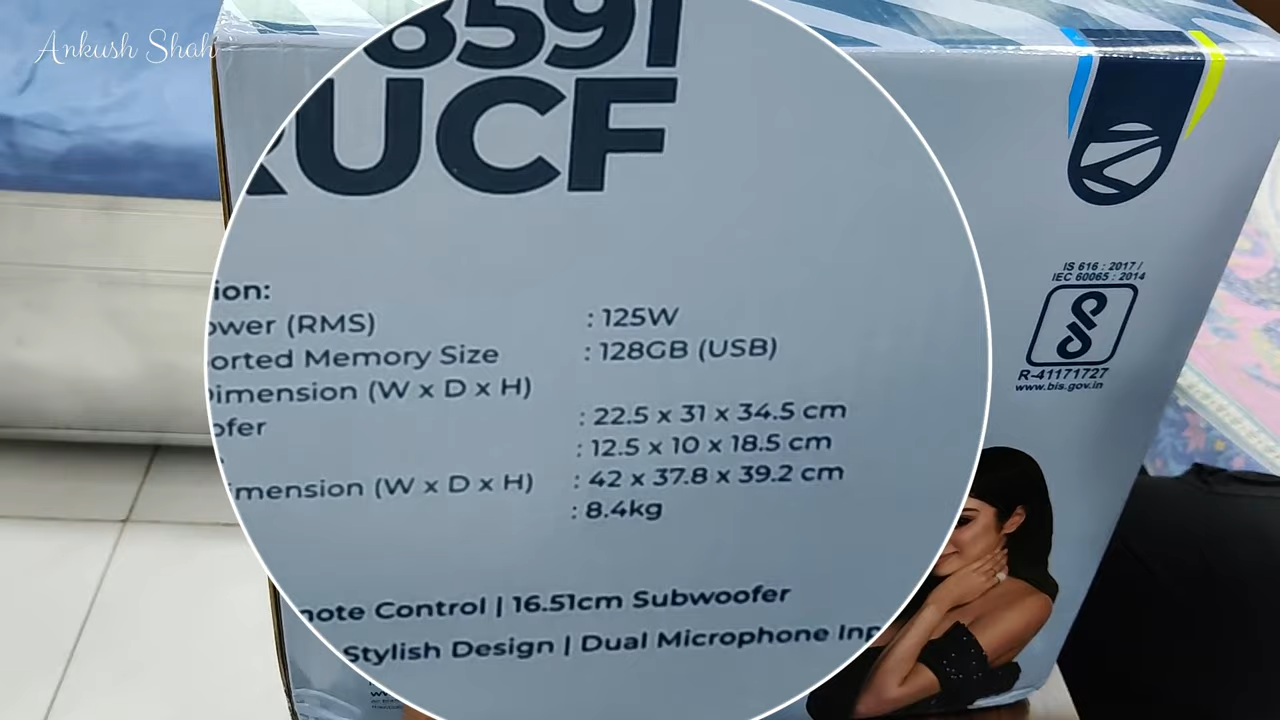 Ankush Shah
8591
RUCF
ion:
ower (RMS) : 125W
orted Memory Size : 128GB (USB)
Dimension (W x D x H)
ofer : 22.5 x 31 x 34.5 cm
: 12.5 x 10 x 18.5 cm
imension (W x D x H) : 42 x 37.8 x 39.2 cm
: 8.4kg
note Control | 16.51cm Subwoofer
Stylish Design | Dual Microphone Inp
IS 616 : 2017 /
IEC 60065 : 2014
R-41171727
www.bis.gov.in